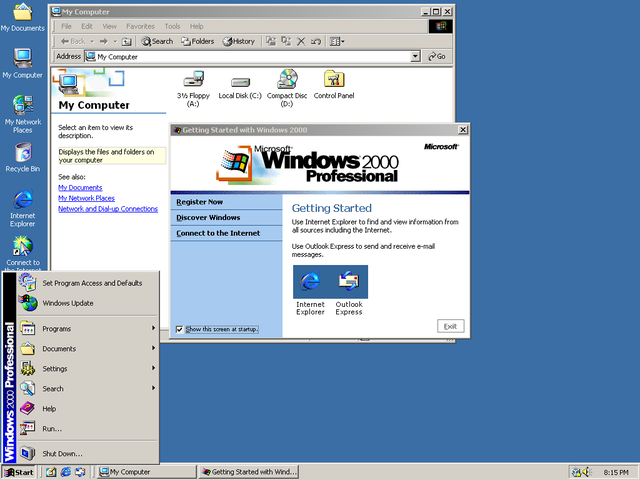 My Documents
My Computer
My Network
Places
Recycle Bin
Internet
Explorer
Connect to
My Computer
File Edit View Favorites Tools Help
Back Search Folders History
Address My Computer Go
My Computer
Select an item to view its
description.
Displays the files and folders on
your computer
See also:
My Documents
My Network Places
Network and Dial-up Connections
3½ Floppy
(A:)
Local Disk (C:)
Compact Disc
(D:)
Control Panel
Getting Started with Windows 2000
Microsoft
Windows 2000
Professional
Microsoft
Register Now
Discover Windows
Connect to the Internet
Getting Started
Use Internet Explorer to find and view information from
all sources including the Internet.
Use Outlook Express to send and receive e-mail
messages.
Internet
Explorer
Outlook
Express
Show this screen at startup.
Exit
Set Program Access and Defaults
Windows Update
Programs
Documents
Settings
Search
Help
Run...
Shut Down...
Windows 2000 Professional
Start
My Computer
Getting Started with Wind...
8:15 PM